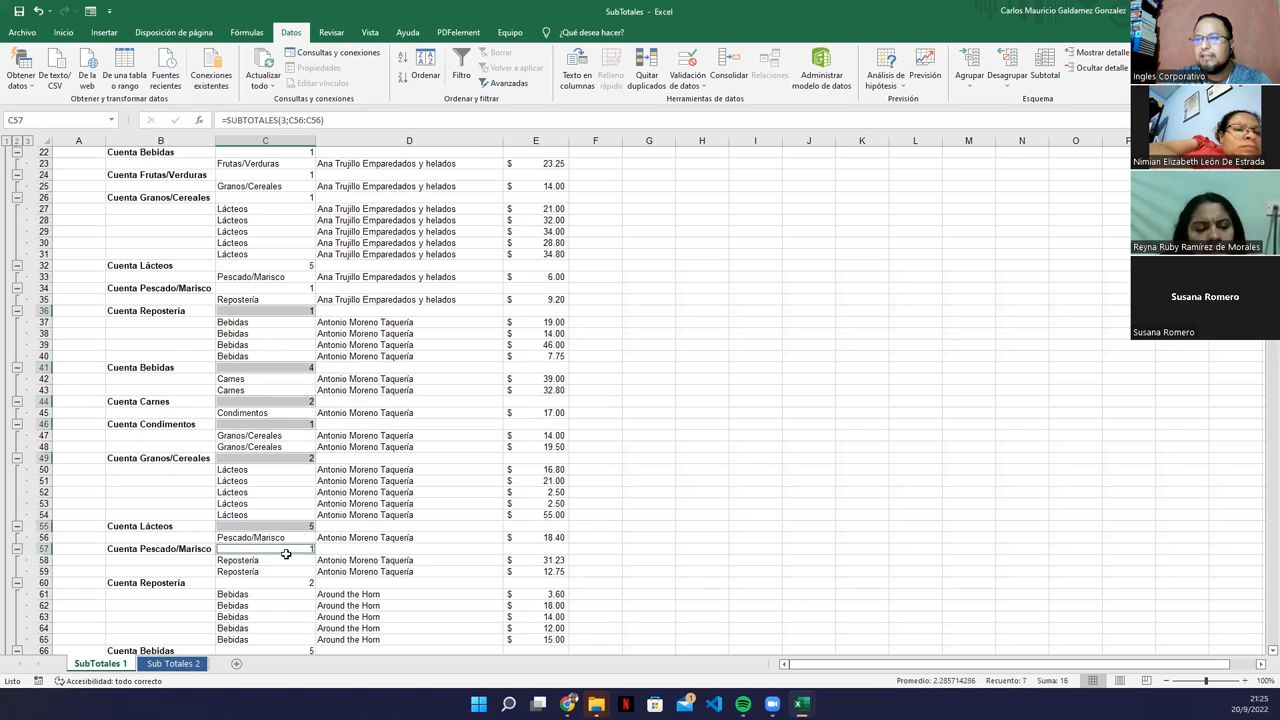 SubTotales - Excel
Carlos Mauricio Galdamez Gonzalez
Archivo Inicio Insertar Disposición de página Fórmulas Datos Revisar Vista Ayuda PDFelement Equipo ¿Qué desea hacer?
Obtener datos De texto/CSV De la web De una tabla o rango Fuentes recientes Conexiones existentes
Obtener y transformar datos
Actualizar todo Consultas y conexiones Propiedades Editar vínculos
Consultas y conexiones
Ordenar Filtro Borrar Volver a aplicar Avanzadas
Ordenar y filtrar
Texto en columnas Relleno rápido Quitar duplicados Validación de datos Consolidar Relaciones Administrar modelo de datos
Herramientas de datos
Análisis de hipótesis Previsión
Previsión
Agrupar Desagrupar Subtotal Mostrar detalle Ocultar detalle
Esquema
C57 fx =SUBTOTALES(3;C56:C56)
1 2 3 A B C D E F G H I J K L M N O P
22 Cuenta Bebidas 1
23 Frutas/Verduras Ana Trujillo Emparedados y helados $ 23.25
24 Cuenta Frutas/Verduras 1
25 Granos/Cereales Ana Trujillo Emparedados y helados $ 14.00
26 Cuenta Granos/Cereales 1
27 Lácteos Ana Trujillo Emparedados y helados $ 21.00
28 Lácteos Ana Trujillo Emparedados y helados $ 32.00
29 Lácteos Ana Trujillo Emparedados y helados $ 34.00
30 Lácteos Ana Trujillo Emparedados y helados $ 28.80
31 Lácteos Ana Trujillo Emparedados y helados $ 34.80
32 Cuenta Lácteos 5
33 Pescado/Marisco Ana Trujillo Emparedados y helados $ 6.00
34 Cuenta Pescado/Marisco 1
35 Repostería Ana Trujillo Emparedados y helados $ 9.20
36 Cuenta Repostería 1
37 Bebidas Antonio Moreno Taquería $ 19.00
38 Bebidas Antonio Moreno Taquería $ 14.00
39 Bebidas Antonio Moreno Taquería $ 46.00
40 Bebidas Antonio Moreno Taquería $ 7.75
41 Cuenta Bebidas 4
42 Carnes Antonio Moreno Taquería $ 39.00
43 Carnes Antonio Moreno Taquería $ 32.80
44 Cuenta Carnes 2
45 Condimentos Antonio Moreno Taquería $ 17.00
46 Cuenta Condimentos 1
47 Granos/Cereales Antonio Moreno Taquería $ 14.00
48 Granos/Cereales Antonio Moreno Taquería $ 19.50
49 Cuenta Granos/Cereales 2
50 Lácteos Antonio Moreno Taquería $ 16.80
51 Lácteos Antonio Moreno Taquería $ 21.00
52 Lácteos Antonio Moreno Taquería $ 2.50
53 Lácteos Antonio Moreno Taquería $ 2.50
54 Lácteos Antonio Moreno Taquería $ 55.00
55 Cuenta Lácteos 5
56 Pescado/Marisco Antonio Moreno Taquería $ 18.40
57 Cuenta Pescado/Marisco 1
58 Repostería Antonio Moreno Taquería $ 31.23
59 Repostería Antonio Moreno Taquería $ 12.75
60 Cuenta Repostería 2
61 Bebidas Around the Horn $ 3.60
62 Bebidas Around the Horn $ 18.00
63 Bebidas Around the Horn $ 14.00
64 Bebidas Around the Horn $ 12.00
65 Bebidas Around the Horn $ 15.00
66 Cuenta Bebidas 5
SubTotales 1 Sub Totales 2
Listo Accesibilidad: todo correcto Promedio: 2.285714286 Recuento: 7 Suma: 16 100%
21:25
20/9/2022
Ingles Corporativo
Nimian Elizabeth León De Estrada
Reyna Ruby Ramírez de Morales
Susana Romero
Susana Romero